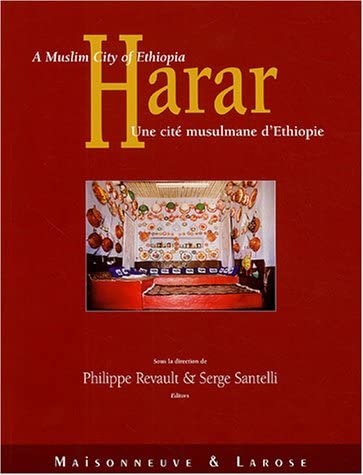 A Muslim City of Ethiopia
Harar
Une cité musulmane d'Ethiopie
Sous la direction de
Philippe Revault & Serge Santelli
Editors
MAISONNEUVE & LAROSE